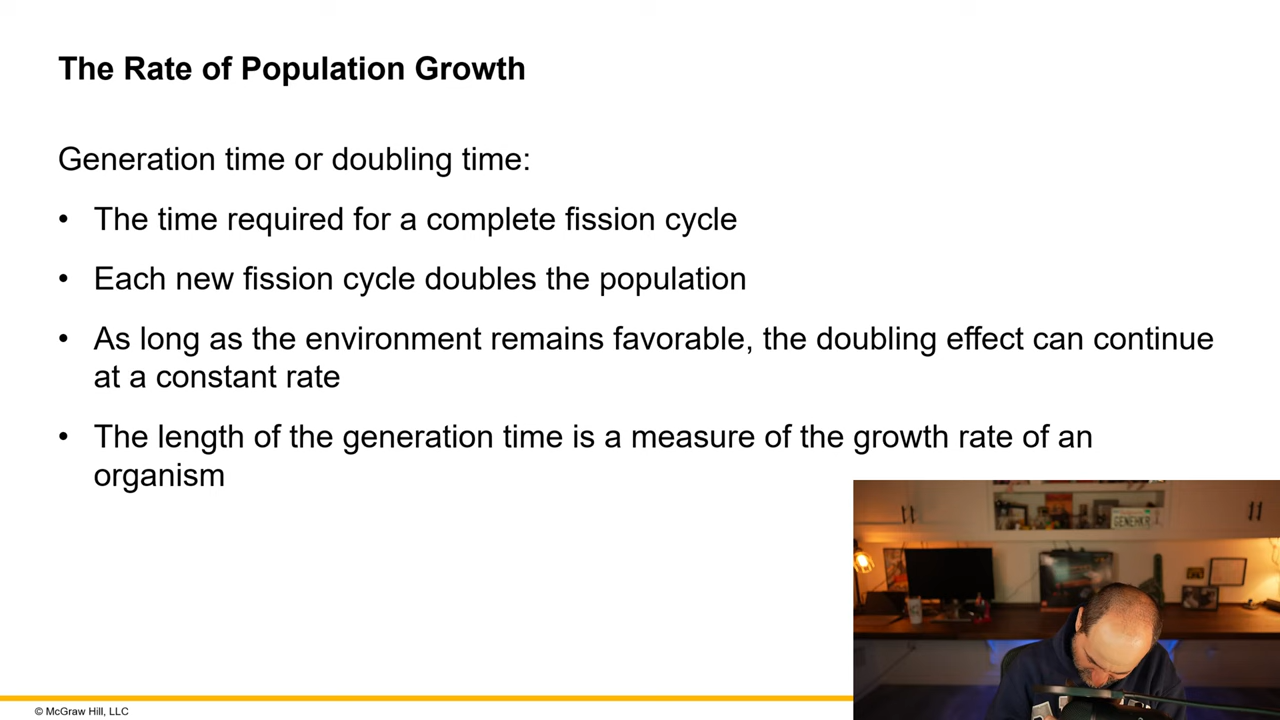 The Rate of Population Growth
Generation time or doubling time:
• The time required for a complete fission cycle
• Each new fission cycle doubles the population
• As long as the environment remains favorable, the doubling effect can continue
at a constant rate
• The length of the generation time is a measure of the growth rate of an
organism
GENEHKR
© McGraw Hill, LLC